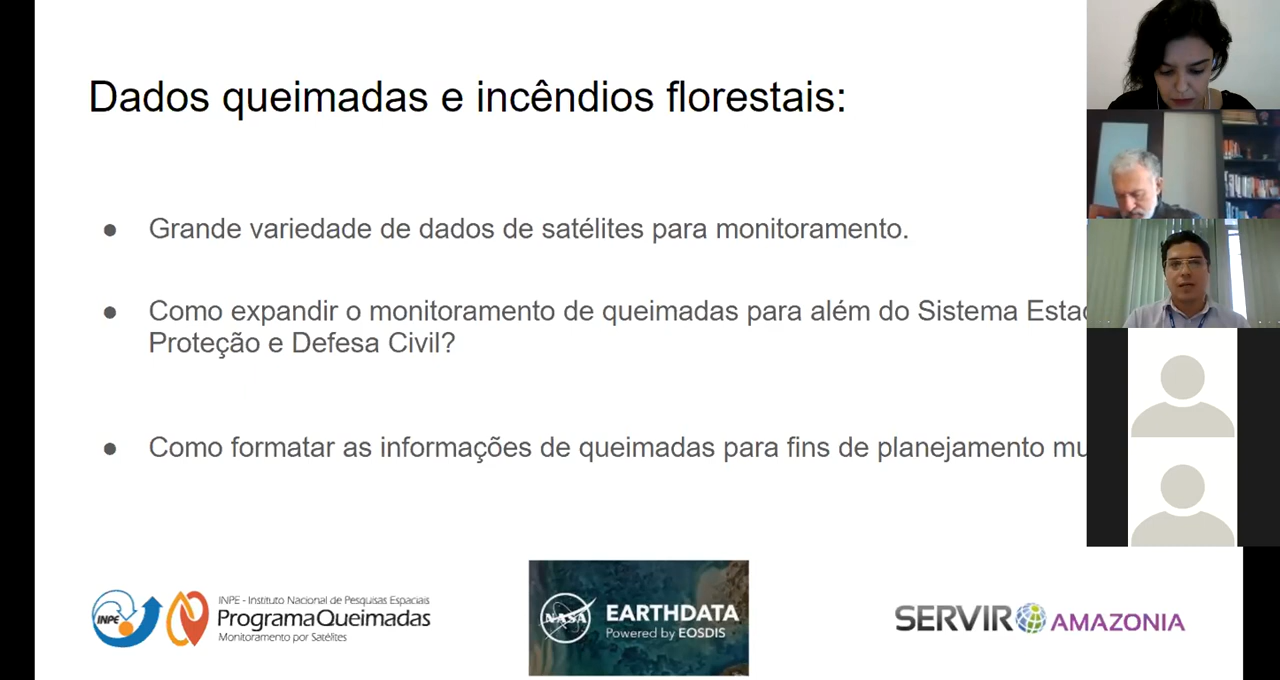 Dados queimadas e incêndios florestais:
● Grande variedade de dados de satélites para monitoramento.
● Como expandir o monitoramento de queimadas para além do Sistema
Proteção e Defesa Civil?
● Como formatar as informações de queimadas para fins de planejamento
INPE
INPE - Instituto Nacional de Pesquisas Espaciais
ProgramaQueimadas
Monitoramento por Satélites
NASA
EARTHDATA
Powered by EOSDIS
SERVIR AMAZONIA